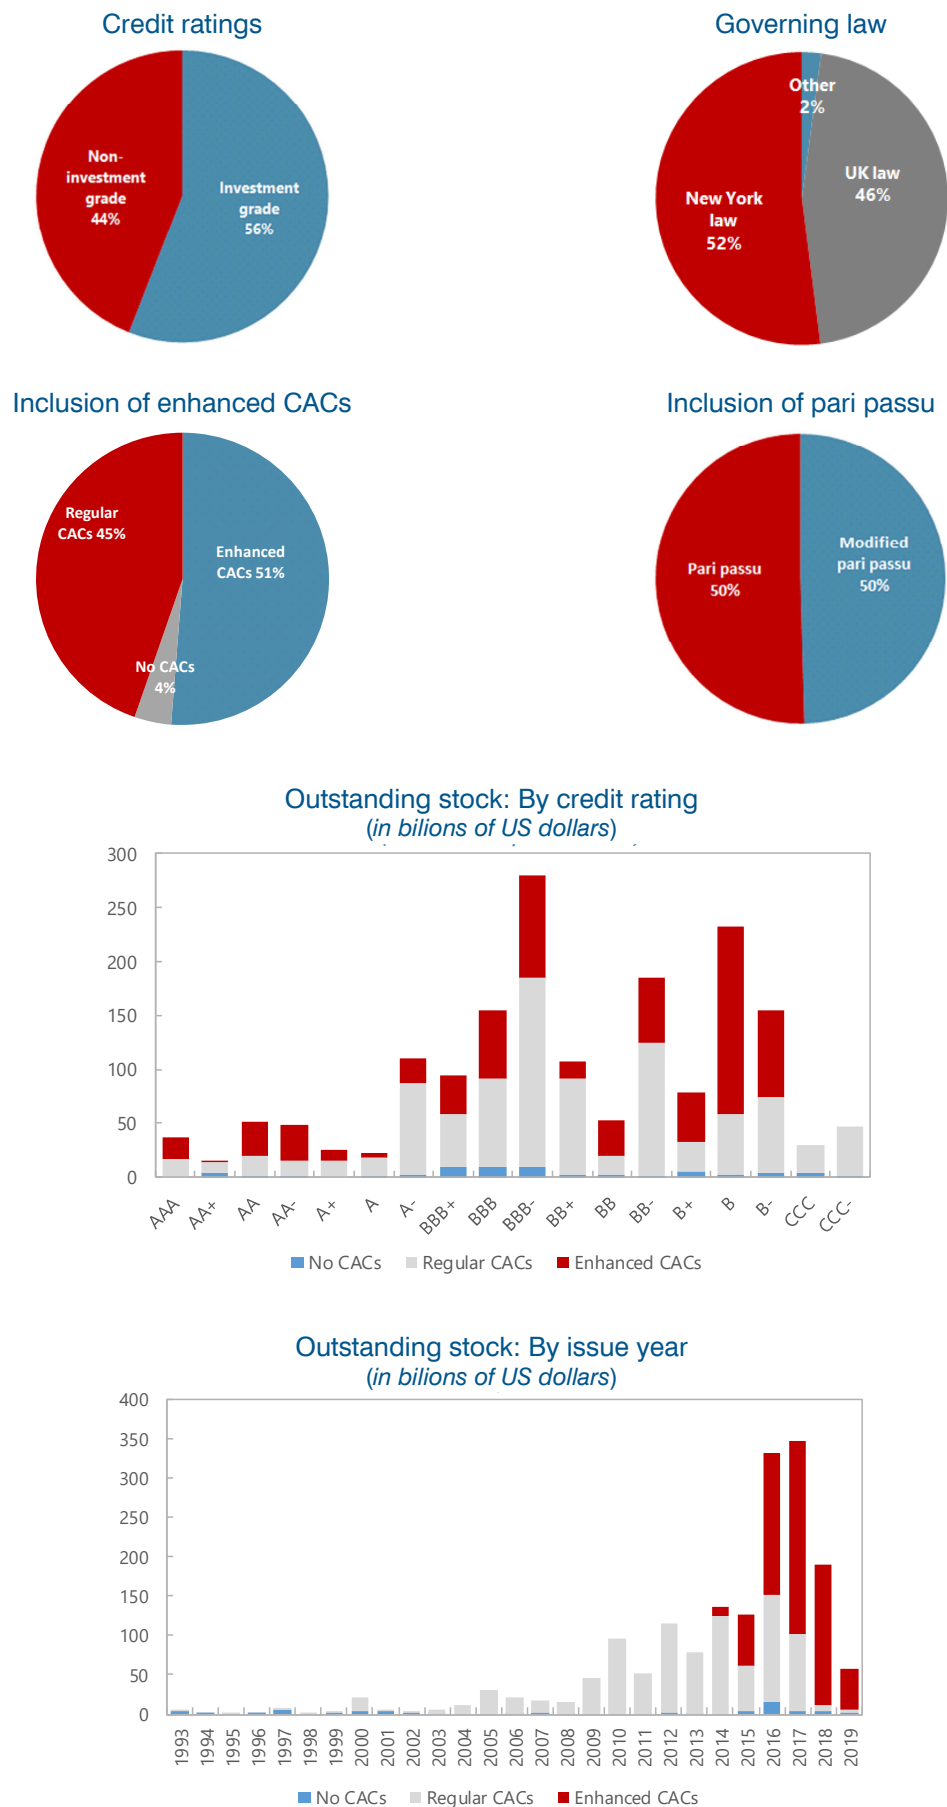 Credit ratings
Governing law
Non-
investment
grade
44%
Investment
grade
56%
Other
2%
UK law
46%
New York
law
52%
Inclusion of enhanced CACs
Inclusion of pari passu
Regular
CACs 45%
Enhanced
CACs 51%
No CACs
4%
Pari passu
50%
Modified
pari passu
50%
Outstanding stock: By credit rating
(in bilions of US dollars)
300
250
200
150
100
50
0
AAA
AA+
AA
AA-
A+
A
A-
BBB+
BBB
BBB-
BB+
BB
BB-
B+
B
B-
CCC
CCC-
No CACs
Regular CACs
Enhanced CACs
Outstanding stock: By issue year
(in bilions of US dollars)
400
350
300
250
200
150
100
50
0
1993
1994
1995
1996
1997
1998
1999
2000
2001
2002
2003
2004
2005
2006
2007
2008
2009
2010
2011
2012
2013
2014
2015
2016
2017
2018
2019
No CACs
Regular CACs
Enhanced CACs